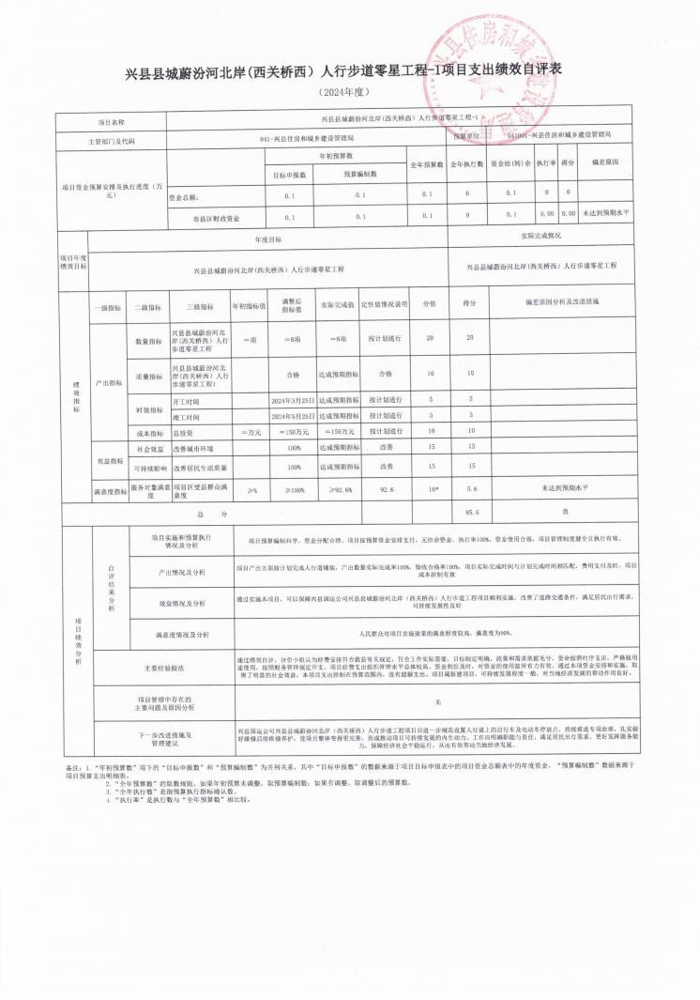 兴县县城蔚汾河北岸(西关桥西）人行步道零星工程-1项目支出绩效自评表
（2024年度）
项目名称 兴县县城蔚汾河北岸(西关桥西）人行步道零星工程-1
主管部门及代码 041-兴县住房和城乡建设管理局 预算单位 041001-兴县住房和城乡建设管理局
项目资金预算安排及执行进度（万元） 年初预算数 全年预算数 全年执行数 资金结(转)余 执行率 得分 偏差原因
目标申报数 预算编制数
资金总额： 0.1 0.1 0.1 0 0.1 0 0
市县区财政资金 0.1 0.1 0.1 0 0.1 0.00 0.00 未达到预期水平
项目年度绩效目标 年度目标 实际完成情况
兴县县城蔚汾河北岸(西关桥西）人行步道零星工程 兴县县城蔚汾河北岸(西关桥西）人行步道零星工程
绩效指标 一级指标 二级指标 三级指标 年初指标值 调整后指标值 实际完成值 定性值情况说明 分值 得分 偏差原因分析及改进措施
产出指标 数量指标 兴县县城蔚汾河北岸(西关桥西）人行步道零星工程 =项 =8项 =8项 按计划进行 20 20
质量指标 兴县县城蔚汾河北岸(西关桥西）人行步道零星工程1 合格 达成预期指标 合格 10 10
时效指标 开工时间 2024年3月25日 达成预期指标 按计划进行 5 5
竣工时间 2024年5月25日 达成预期指标 按计划进行 5 5
成本指标 总投资 =万元 =150万元 =150万元 按计划进行 10 10
效益指标 社会效益 改善城市环境 100% 达成预期指标 改善 15 15
可持续影响 改善居民生活质量 100% 达成预期指标 改善 15 15
满意度指标 服务对象满意度 项目区受益群众满意度 ≥% ≥100% ≥92.6% 92.6 10* 5.6 未达到预期水平
总 分 85.6 良
项目绩效分析 自评结果分析 项目实施和预算执行情况及分析 项目预算编制科学，资金分配合理。项目按预算资金安排支付，无结余资金，执行率100%。资金使用合规，项目管理制度健全且执行有效。
产出情况及分析 项目产出方面按计划完成人行道铺装，产出数量实际完成率100%，验收合格率100%，项目实际完成时间与计划完成时间相匹配，费用支付及时，项目
成本控制有效
效益情况及分析 通过实施本项目，可以保障兴县国运公司兴县县城蔚汾河北岸（西关桥西）人行步道工程项目顺利实施，改善了道路交通条件，满足居民出行需求，
可持续发展性良好
满意度情况及分析 人民群众对项目实施效果的满意程度较高，满意度为90%。
主要经验做法 通过绩效自评，评价小组认为经费安排符合我县有关规定，符合工作实际需要，目标制定明确，政策和需求依据充分，资金按照时序支出，严格按用
途使用，按照财务管理规定开支，项目经费支出组织管理水平总体较高，资金到位及时，对资金的使用监管有力有效，通过本项资金安排和实施，取
得了明显的社会效益。本项目支出控制在预算范围内，没有超额支出。项目属新建项目，可持续发展程度一般，对当地经济发展的带动作用良好。
项目管理中存在的主要问题及原因分析 无
下一步改进措施及管理建议 兴县国运公司兴县县城蔚汾河北岸（西关桥西）人行步道工程项目应进一步规范设置人行道上的自行车及电动车停放点，持续推进专项治理，扎实做
好维修后续维修养护，使项目整体变得更完善，形成推动项目可持续发展的内生动力。工作应明确职能与责任，满足居民出行需求，更好发挥服务能
力，保障经济社会平稳运行，从而有效带动当地经济发展。
备注：1.“年初预算数”项下的“目标申报数”和“预算编制数”为并列关系，其中“目标申报数”的数据来源于项目目标申报表中的项目资金总额表中的年度资金，“预算编制数”数据来源于
项目预算支出明细表。
2.“全年预算数”的取数规则，如果年初预算未调整，取预算编制数；如果有调整，取调整后的预算数。
3.“全年执行数”是指预算执行指标确认数。
4.“执行率”是执行数与“全年预算数”相比较。